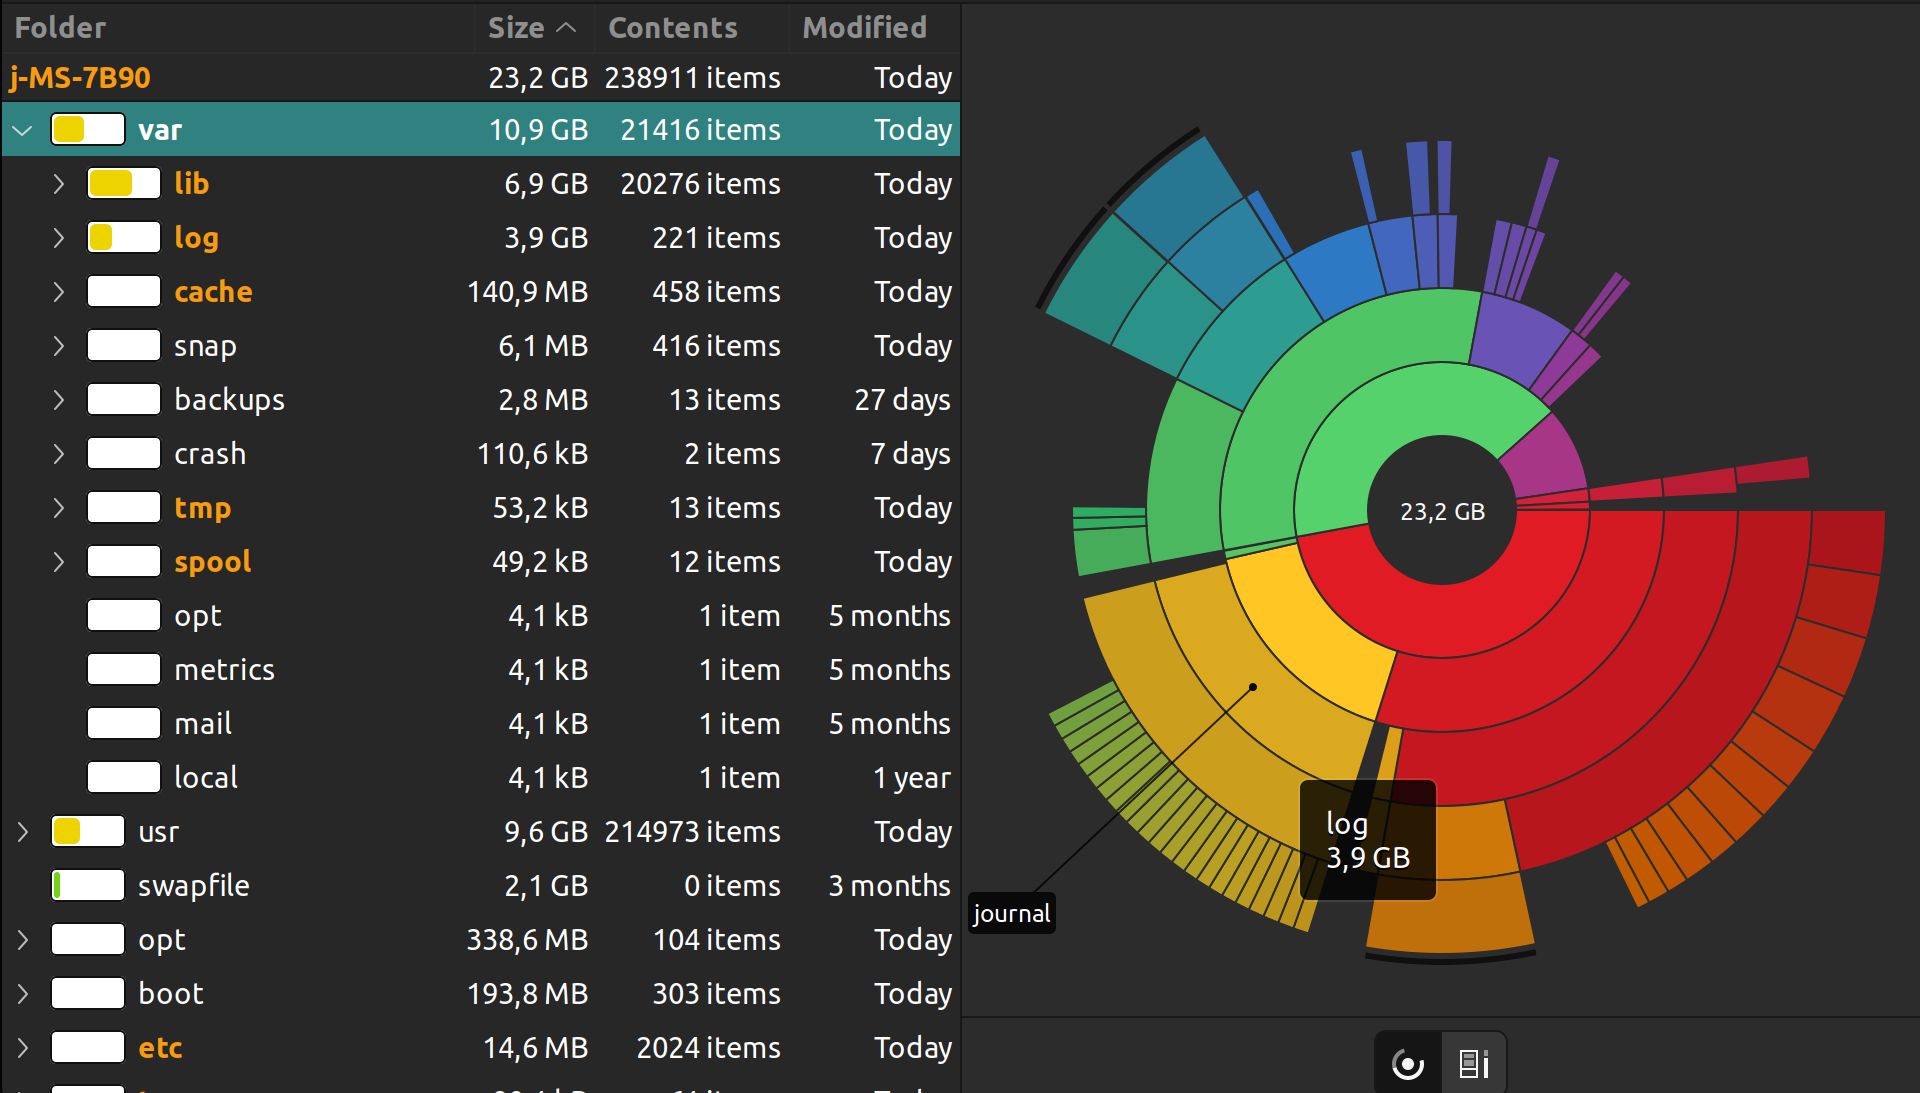 Folder Size Contents Modified
j-MS-7B90 23,2 GB 238911 items Today
var 10,9 GB 21416 items Today
lib 6,9 GB 20276 items Today
log 3,9 GB 221 items Today
cache 140,9 MB 458 items Today
snap 6,1 MB 416 items Today
backups 2,8 MB 13 items 27 days
crash 110,6 kB 2 items 7 days
tmp 53,2 kB 13 items Today
spool 49,2 kB 12 items Today
opt 4,1 kB 1 item 5 months
metrics 4,1 kB 1 item 5 months
mail 4,1 kB 1 item 5 months
local 4,1 kB 1 item 1 year
usr 9,6 GB 214973 items Today
swapfile 2,1 GB 0 items 3 months
opt 338,6 MB 104 items Today
boot 193,8 MB 303 items Today
etc 14,6 MB 2024 items Today
23,2 GB
log
3,9 GB
journal